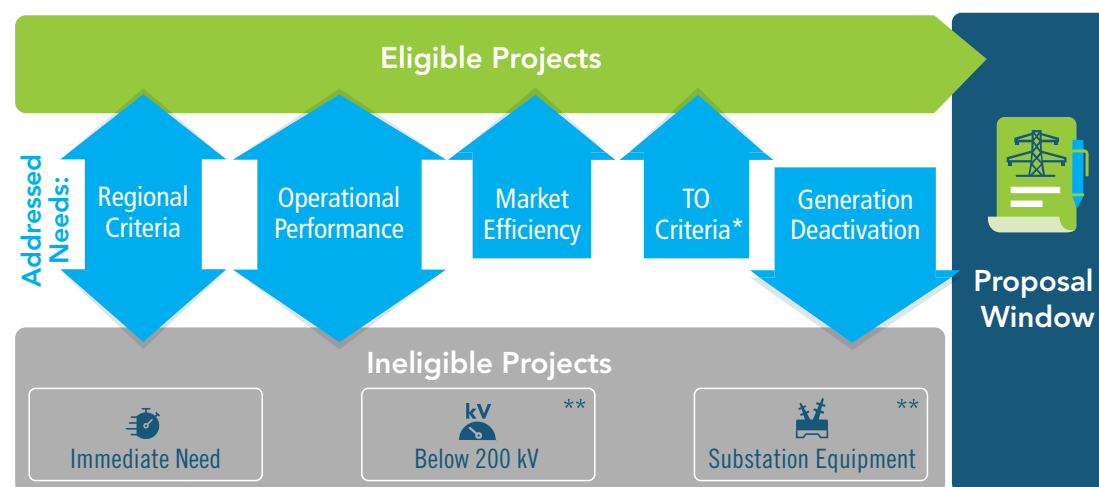 Eligible Projects
Addressed
Needs:
Regional
Criteria
Operational
Performance
Market
Efficiency
TO
Criteria*
Generation
Deactivation
Proposal
Window
Ineligible Projects
Immediate Need
kV
**
Below 200 kV
**
Substation Equipment